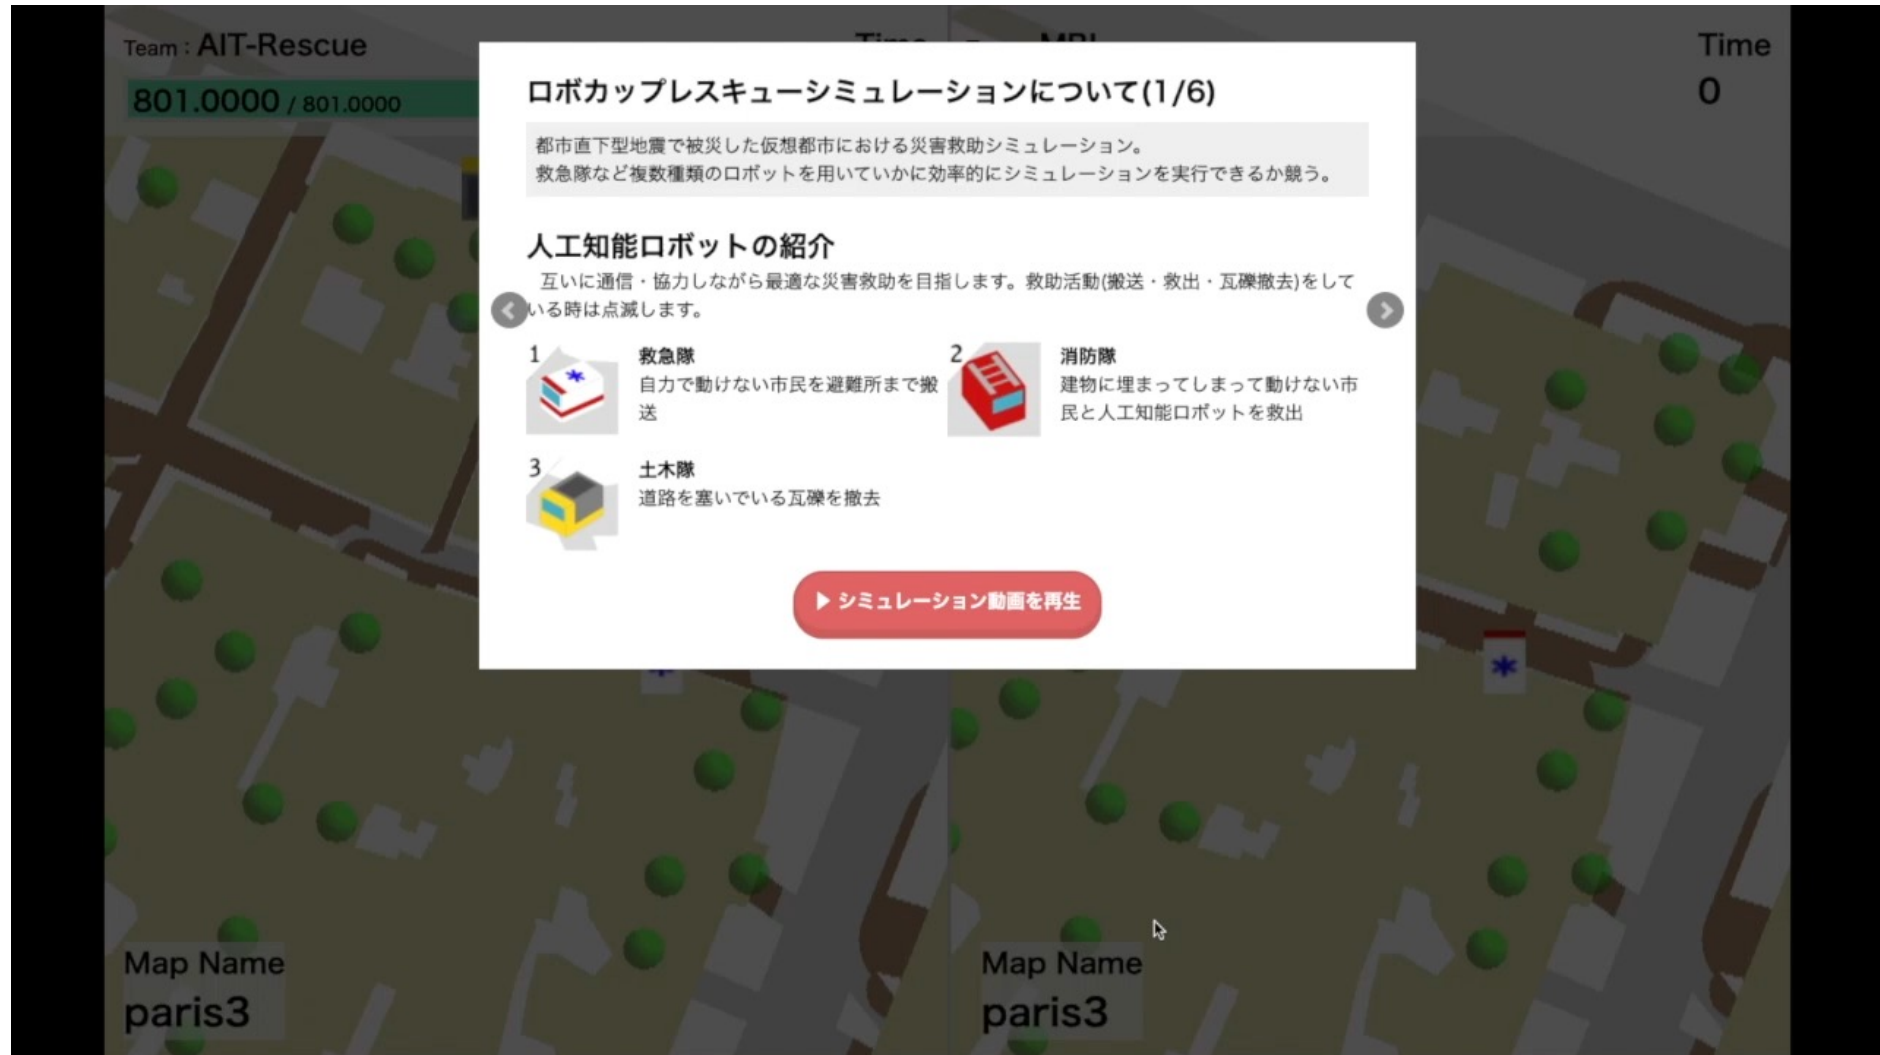 Team : AIT-Rescue
801.0000 / 801.0000
Time
0
ロボカップレスキューシミュレーションについて(1/6)
都市直下型地震で被災した仮想都市における災害救助シミュレーション。
救急隊など複数種類のロボットを用いていかに効率的にシミュレーションを実行できるか競う。
人工知能ロボットの紹介
互いに通信・協力しながら最適な災害救助を目指します。救助活動(搬送・救出・瓦礫撤去)をして
いる時は点滅します。
1
救急隊
自力で動けない市民を避難所まで搬
送
2
消防隊
建物に埋まってしまって動けない市
民と人工知能ロボットを救出
3
土木隊
道路を塞いでいる瓦礫を撤去
シミュレーション動画を再生
Map Name
paris3
Map Name
paris3